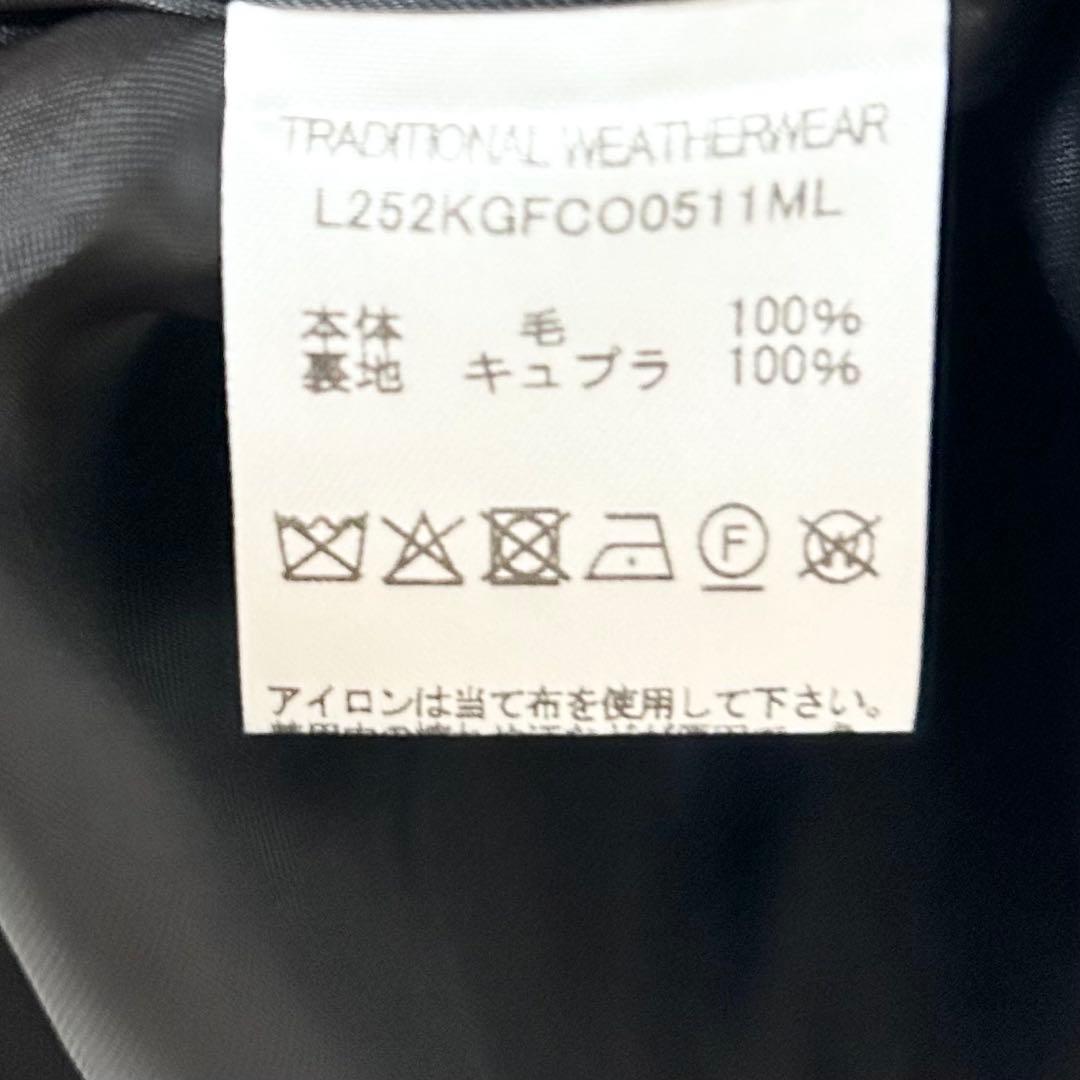 TRADITIONAL WEATHERWEAR
L252KGFCO0511ML
本体 毛 100%
裏地 キュプラ 100%
F W
アイロンは当て布を使用して下さい。